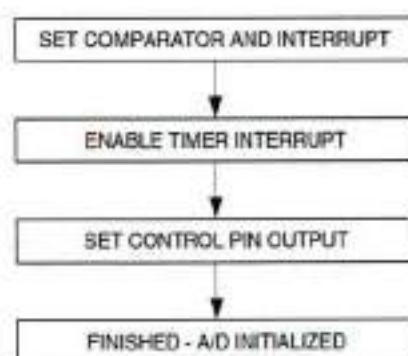 SET COMPARATOR AND INTERRUPT
ENABLE TIMER INTERRUPT
SET CONTROL PIN OUTPUT
FINISHED - A/D INITIALIZED